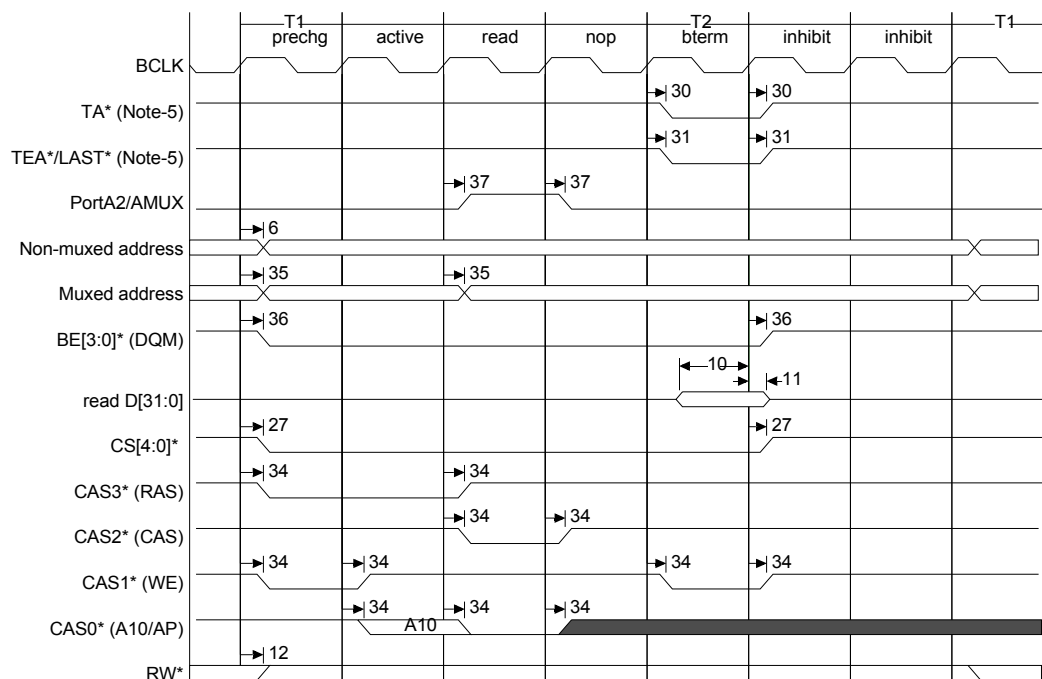 T1 T2 T1
prechg active read nop bterm inhibit inhibit
BCLK
30 30
TA* (Note-5)
31 31
TEA*/LAST* (Note-5)
37 37
PortA2/AMUX
6
Non-muxed address
35 35
Muxed address
36 36
BE[3:0]* (DQM)
10
11
read D[31:0]
27 27
CS[4:0]*
34 34
CAS3* (RAS)
34 34
CAS2* (CAS)
34 34 34 34
CAS1* (WE)
34 34 34
A10
CAS0* (A10/AP)
12
RW*